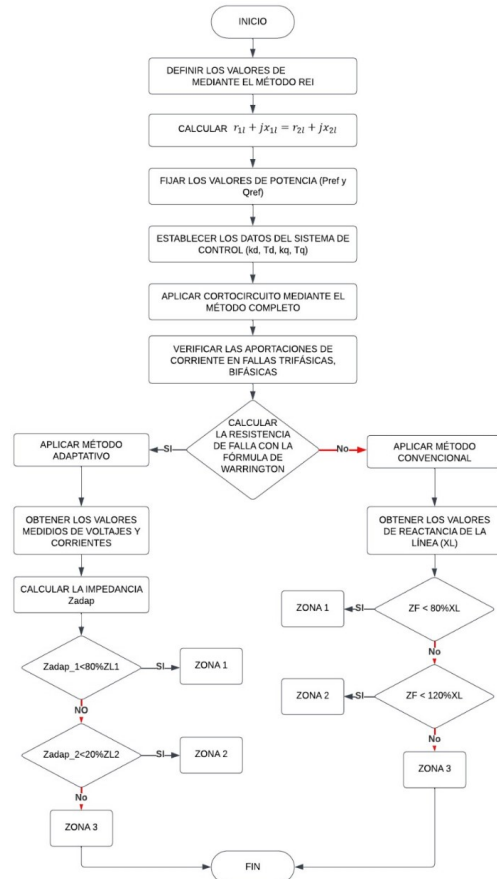 INICIO
DEFINIR LOS VALORES DE
MEDIANTE EL MÉTODO REI
CALCULAR r₁ₗ + jx₁ₗ = r₂ₗ + jx₂ₗ
FIJAR LOS VALORES DE POTENCIA (Pref y
Qref)
ESTABLECER LOS DATOS DEL SISTEMA DE
CONTROL (kd, Td, kq, Tq)
APLICAR CORTOCIRCUITO MEDIANTE EL
MÉTODO COMPLETO
VERIFICAR LAS APORTACIONES DE
CORRIENTE EN FALLAS TRIFÁSICAS,
BIFÁSICAS
CALCULAR
LA RESISTENCIA
DE FALLA CON LA
FÓRMULA DE
WARRINGTON
SI
No
APLICAR MÉTODO
ADAPTATIVO
OBTENER LOS VALORES
MEDIDIOS DE VOLTAJES Y
CORRIENTES
CALCULAR LA IMPEDANCIA
Zadap
Zadap_1<80%ZL1
SI
ZONA 1
NO
Zadap_2<20%ZL2
SI
ZONA 2
No
ZONA 3
APLICAR MÉTODO
CONVENCIONAL
OBTENER LOS VALORES
DE REACTANCIA DE LA
LÍNEA (XL)
ZF < 80%XL
SI
ZONA 1
No
ZF < 120%XL
SI
ZONA 2
No
ZONA 3
FIN